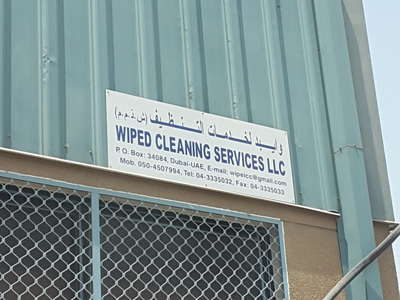 وايبد لخدمات التنظيف (ش.ذ.م.م)
WIPED CLEANING SERVICES LLC
P. O. Box: 34084, Dubai-UAE, E-mail: wipelcc@gmail.com
Mob. 050-4507994, Tel: 04-3335032, Fax: 04-3335033